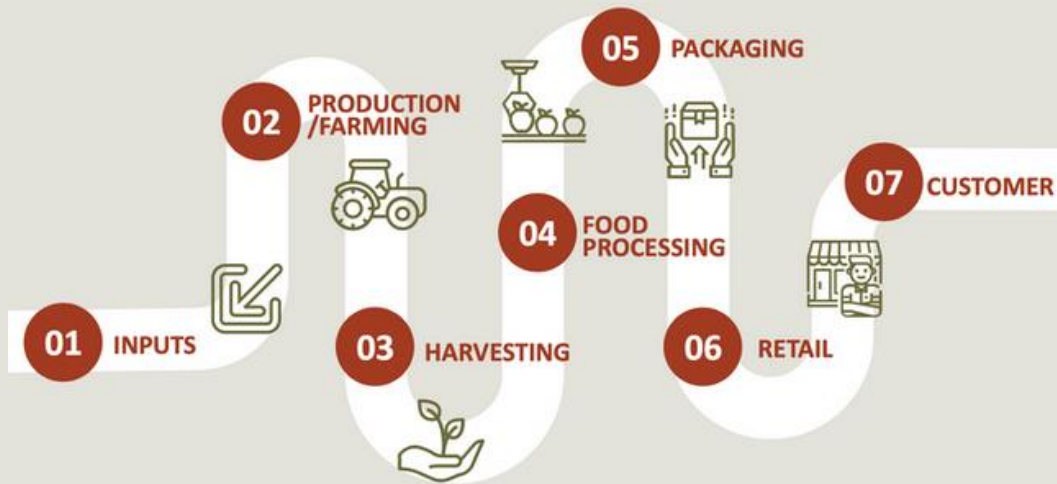 01 INPUTS
02 PRODUCTION
/FARMING
03 HARVESTING
04 FOOD
PROCESSING
05 PACKAGING
06 RETAIL
07 CUSTOMER